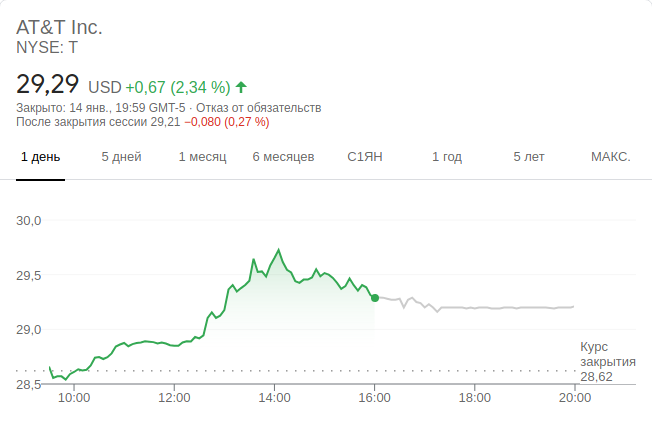 AT&T Inc.
NYSE: T
29,29 USD +0,67 (2,34 %)
Закрыто: 14 янв., 19:59 GMT-5 · Отказ от обязательств
После закрытия сессии 29,21 −0,080 (0,27 %)
1 день 5 дней 1 месяц 6 месяцев С1ЯН 1 год 5 лет МАКС.
30,0
29,5
29,0
Курс
закрытия
28,62
28,5
10:00 12:00 14:00 16:00 18:00 20:00